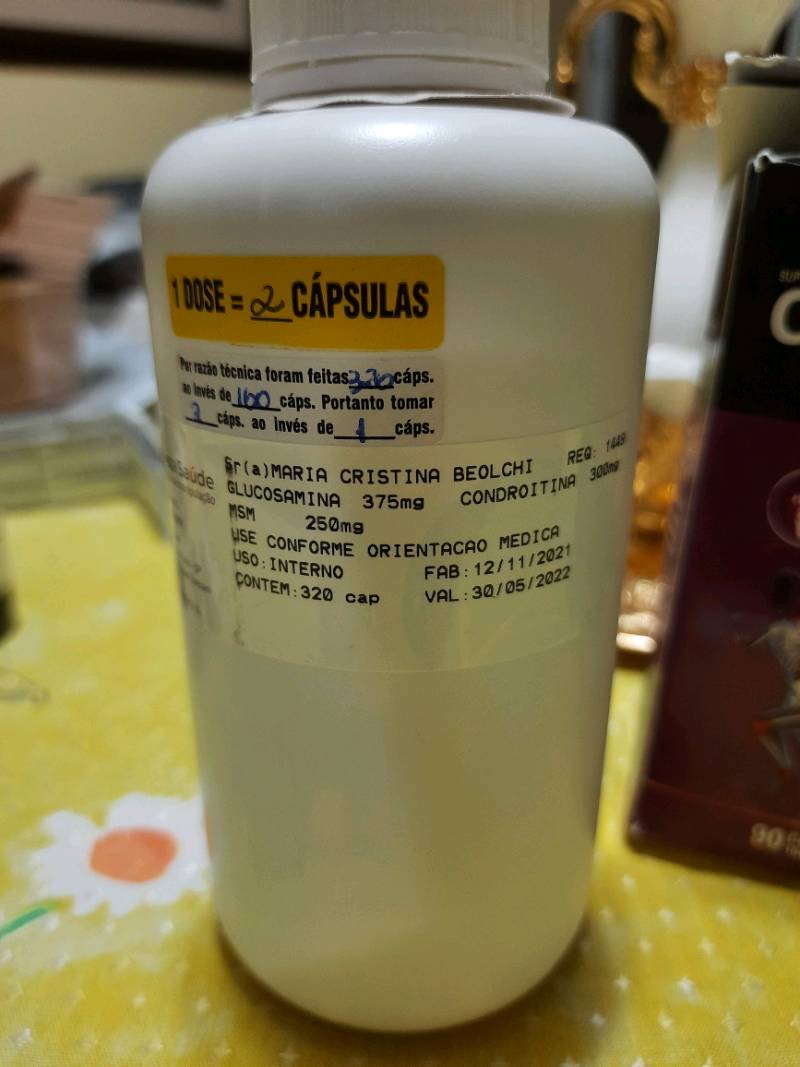 1 DOSE = 2 CÁPSULAS
Por razão técnica foram feitas 320 cáps.
ao invés de 160 cáps. Portanto tomar
2 cáps. ao invés de 1 cáps.
Saúde
Sr(a)MARIA CRISTINA BEOLCHI REQ:
GLUCOSAMINA 375mg CONDROITINA 300mg
MSM 250mg
USE CONFORME ORIENTACAO MEDICA
USO:INTERNO FAB:12/11/2021
CONTEM:320 cap VAL:30/05/2022
90